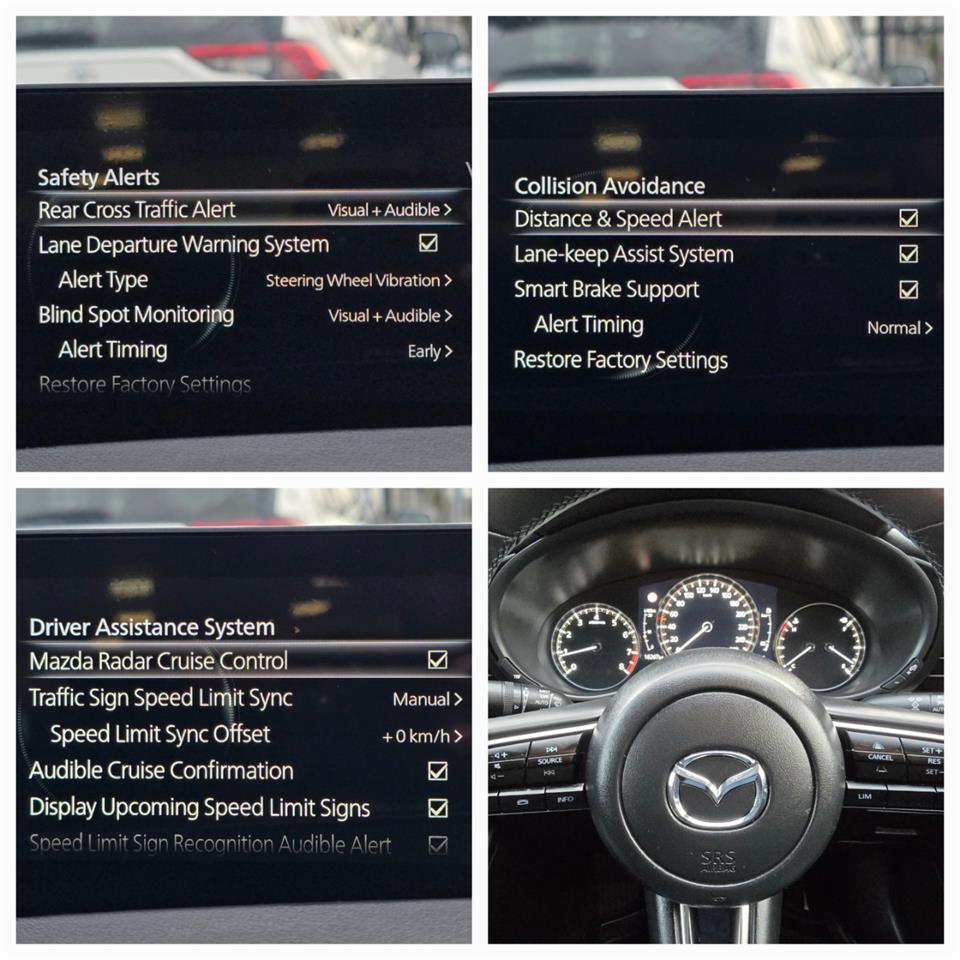 Safety Alerts
Rear Cross Traffic Alert Visual + Audible >
Lane Departure Warning System
Alert Type Steering Wheel Vibration >
Blind Spot Monitoring Visual + Audible >
Alert Timing Early >
Restore Factory Settings
Collision Avoidance
Distance & Speed Alert
Lane-keep Assist System
Smart Brake Support
Alert Timing Normal >
Restore Factory Settings
Driver Assistance System
Mazda Radar Cruise Control
Traffic Sign Speed Limit Sync Manual >
Speed Limit Sync Offset + 0 km/h >
Audible Cruise Confirmation
Display Upcoming Speed Limit Signs
Speed Limit Sign Recognition Audible Alert
SOURCE
INFO
CANCEL
SET+
RES
SET-
LIM
SRS
AIRBAG